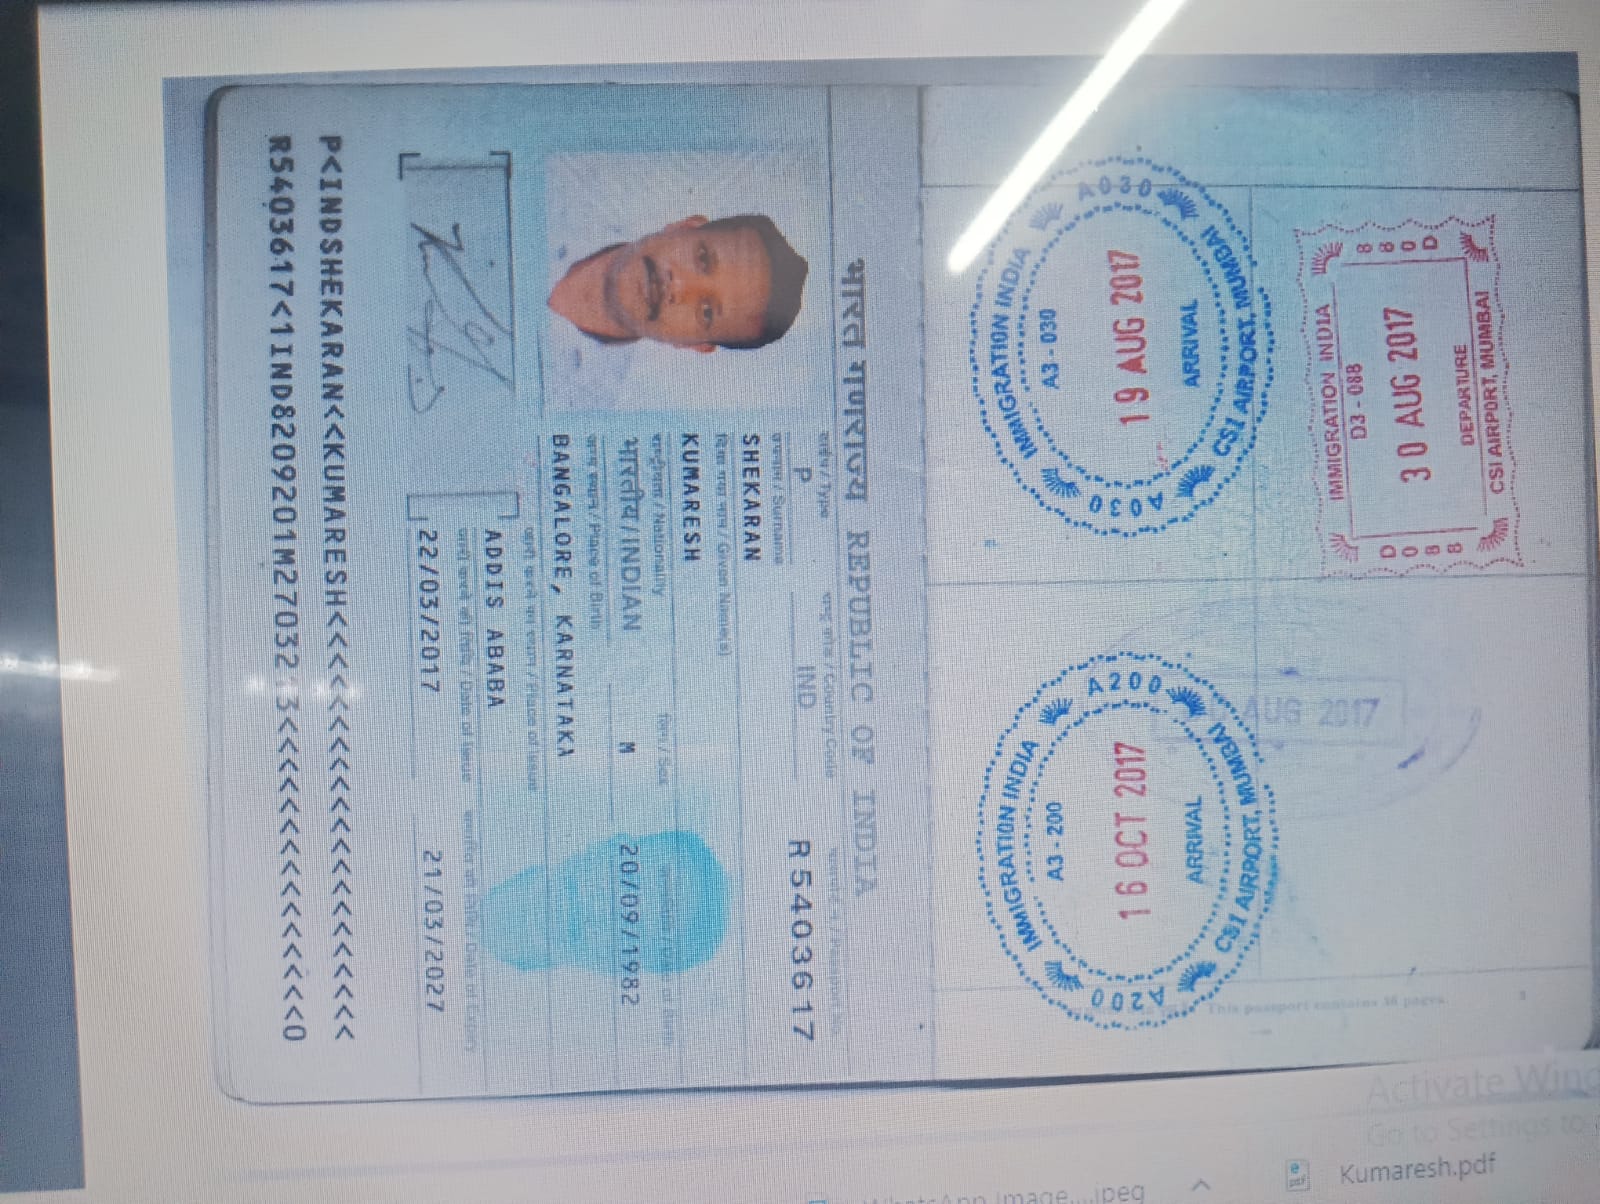 CSI AIRPORT, MUMBAI
DEPARTURE
30 AUG 2017
D3 - 088
IMMIGRATION INDIA
D088
D088
AUG 2017
CSI AIRPORT, MUMBAI
ARRIVAL
19 AUG 2017
A3 - 030
IMMIGRATION INDIA
A030
A030
CSI AIRPORT, MUMBAI
ARRIVAL
16 OCT 2017
A3 - 200
IMMIGRATION INDIA
A200
A200
भारत गणराज्य REPUBLIC OF INDIA
टाईप / Type राष्ट्र कोड / Country Code पासपोर्ट नं / Passport No.
P IND R5403617
उपनाम / Surname
SHEKARAN
दिया गया नाम / Given Name(s)
KUMARESH
राष्ट्रीयता / Nationality लिंग / Sex जन्मतिथि / Date of Birth
भारतीय / INDIAN M 20/09/1982
जन्म स्थान / Place of Birth
BANGALORE, KARNATAKA
जारी करने का स्थान / Place of Issue
ADDIS ABABA
जारी करने की तिथि / Date of Issue समाप्ति की तिथि / Date of Expiry
22/03/2017 21/03/2027
P<INDSHEKARAN<<KUMARESH<<<<<<<<<<<<<<<<<<<<<
R5403617<1IND8209201M27032 3<<<<<<<<<<<<<<<0
Activate Wind
Go to Settings to
Kumaresh.pdf
WhatsApp Image
.jpeg